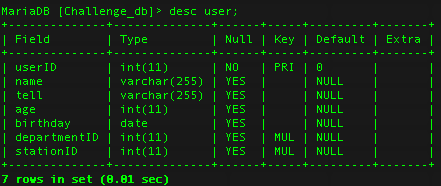 MariaDB [Challenge_db]> desc user;
+--------------+--------------+------+-----+---------+-------+
| Field        | Type         | Null | Key | Default | Extra |
+--------------+--------------+------+-----+---------+-------+
| userID       | int(11)      | NO   | PRI | 0       |       |
| name         | varchar(255) | YES  |     | NULL    |       |
| tell         | varchar(255) | YES  |     | NULL    |       |
| age          | int(11)      | YES  |     | NULL    |       |
| birthday     | date         | YES  |     | NULL    |       |
| departmentID | int(11)      | YES  | MUL | NULL    |       |
| stationID    | int(11)      | YES  | MUL | NULL    |       |
+--------------+--------------+------+-----+---------+-------+
7 rows in set (0.01 sec)